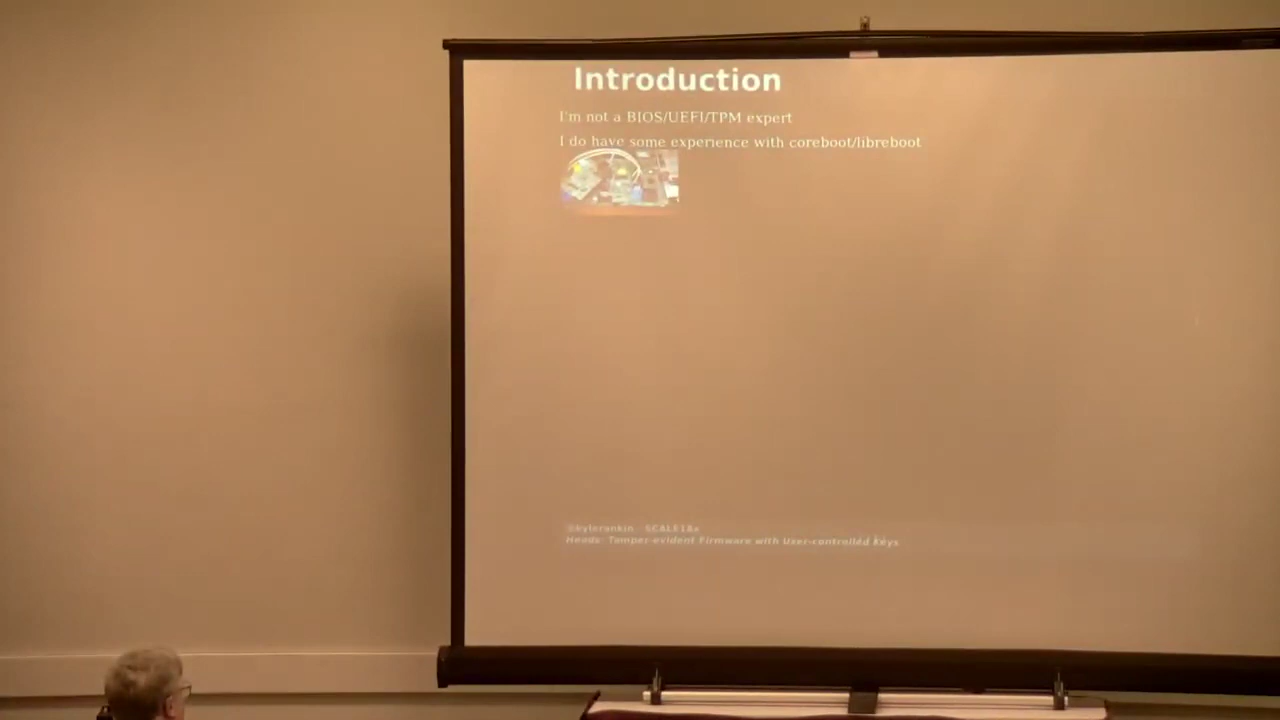 Introduction
I'm not a BIOS/UEFI/TPM expert
I do have some experience with coreboot/libreboot
@kylerankin SCALE18x
Heads: Tamper-evident Firmware with User-controlled Keys